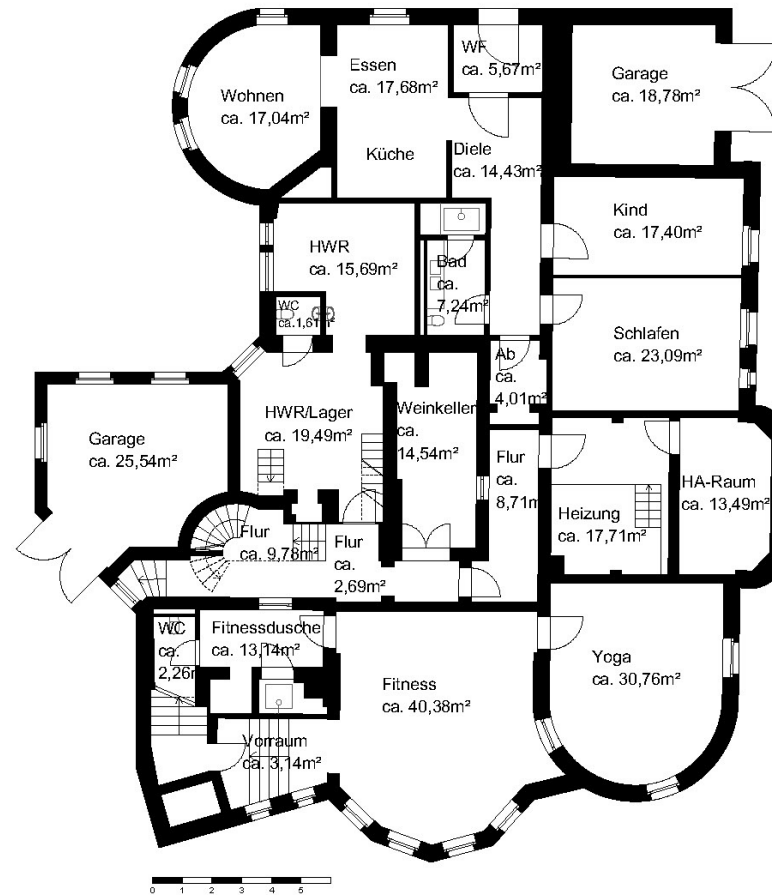 WF
ca. 5,67m²
Essen
ca. 17,68m²
Garage
ca. 18,78m²
Wohnen
ca. 17,04m²
Küche
Diele
ca. 14,43m²
Kind
ca. 17,40m²
HWR
ca. 15,69m²
Bad
ca.
7,24m²
WC
ca.1,61m²
Schlafen
ca. 23,09m²
Ab
ca.
4,01m²
HWR/Lager
ca. 19,49m²
Weinkeller
ca.
14,54m²
Garage
ca. 25,54m²
Flur
ca.
8,71m
HA-Raum
ca. 13,49m²
Heizung
ca. 17,71m²
Flur
ca. 9,78m²
Flur
ca.
2,69m²
WC
ca.
2,26m
Fitnessdusche
ca. 13,14m²
Yoga
ca. 30,76m²
Fitness
ca. 40,38m²
Vorraum
ca. 3,14m²
0 1 2 3 4 5